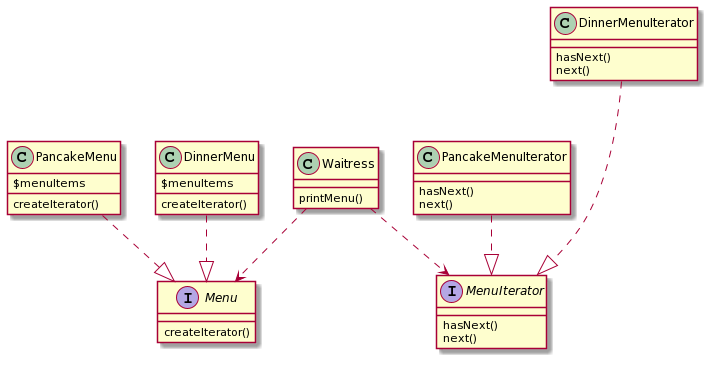 C DinnerMenuIterator
hasNext()
next()
C PancakeMenu
$menuItems
createIterator()
C DinnerMenu
$menuItems
createIterator()
C Waitress
printMenu()
C PancakeMenuIterator
hasNext()
next()
I Menu
createIterator()
I MenuIterator
hasNext()
next()